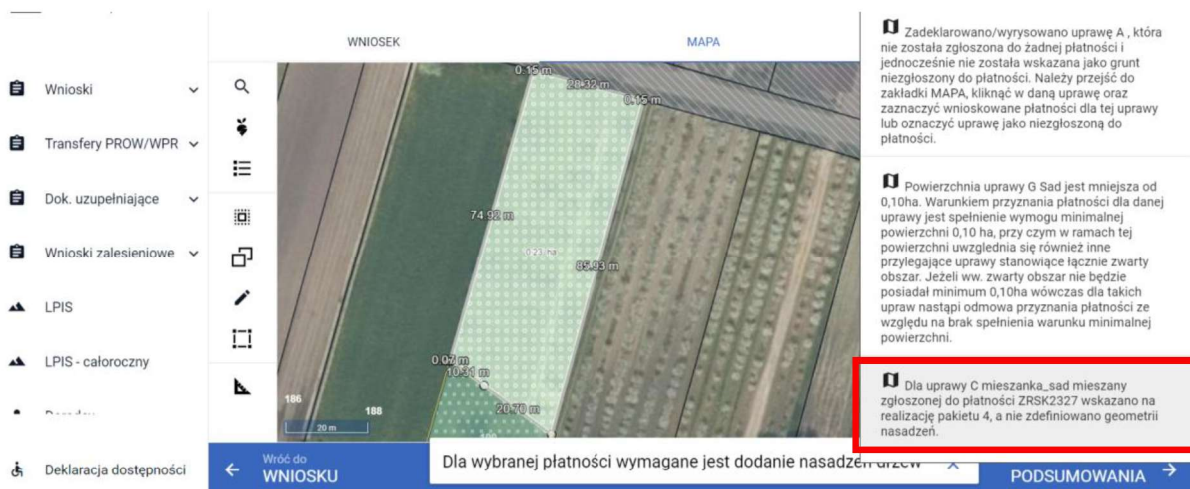 WNIOSEK
MAPA
Wnioski
Transfery PROW/WPR
Dok. uzupełniające
Wnioski zalesieniowe
LPIS
LPIS - całoroczny
Deklaracja dostępności
0.15 m
28.32 m
0.15 m
74.92 m
0.23 ha
85.93 m
0.07 m
10.31 m
20.70 m
186
188
20 m
Wróć do
WNIOSKU
Dla wybranej płatności wymagane jest dodanie nasadzeń drzew
PODSUMOWANIA
Zadeklarowano/wyrysowano uprawę A , która
nie została zgłoszona do żadnej płatności i
jednocześnie nie została wskazana jako grunt
niezgłoszony do płatności. Należy przejść do
zakładki MAPA, kliknąć w daną uprawę oraz
zaznaczyć wnioskowane płatności dla tej uprawy
lub oznaczyć uprawę jako niezgłoszoną do
płatności.
Powierzchnia uprawy G Sad jest mniejsza od
0,10ha. Warunkiem przyznania płatności dla danej
uprawy jest spełnienie wymogu minimalnej
powierzchni 0,10 ha, przy czym w ramach tej
powierzchni uwzględnia się również inne
przylegające uprawy stanowiące łącznie zwarty
obszar. Jeżeli ww. zwarty obszar nie będzie
posiadał minimum 0,10ha wówczas dla takich
upraw nastąpi odmowa przyznania płatności ze
względu na brak spełnienia warunku minimalnej
powierzchni.
Dla uprawy C mieszanka_sad mieszany
zgłoszonej do płatności ZRSK2327 wskazano na
realizację pakietu 4, a nie zdefiniowano geometrii
nasadzeń.